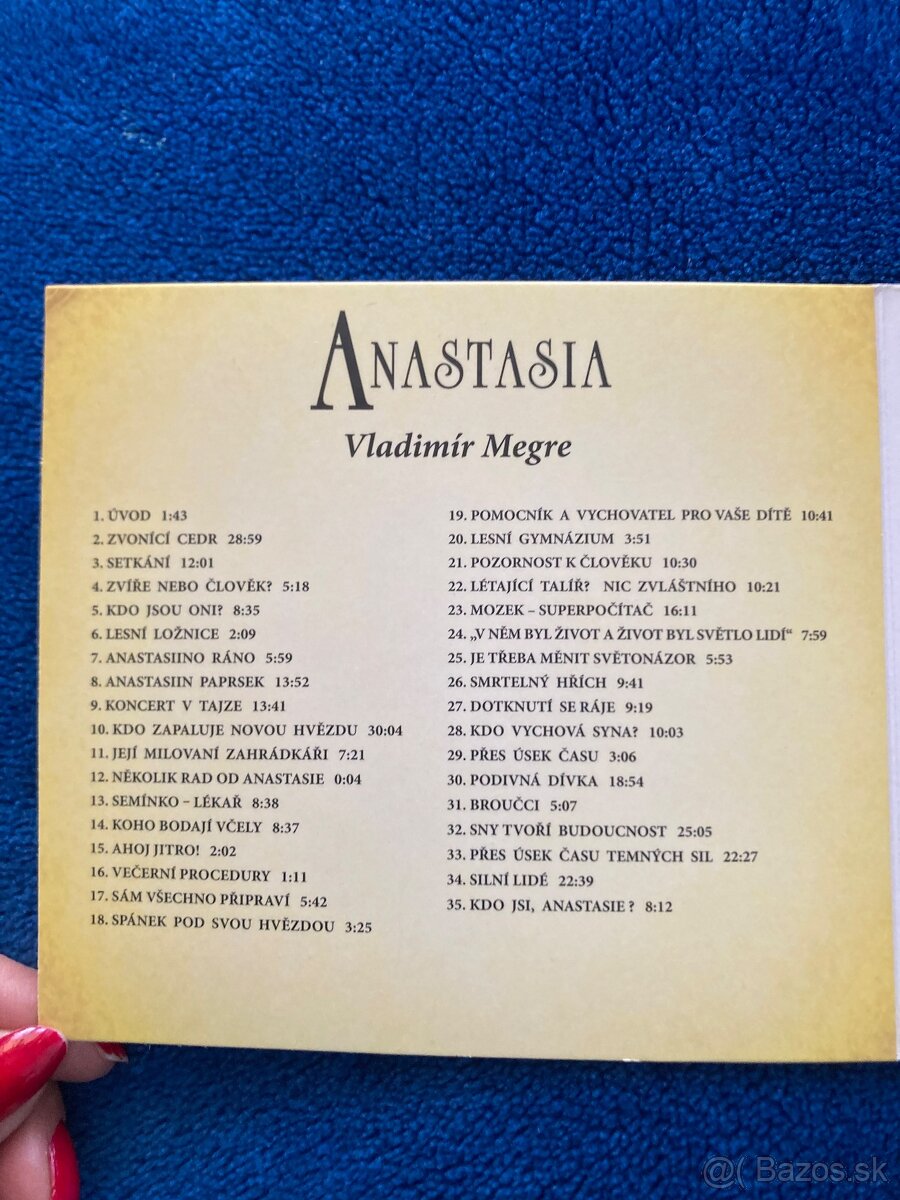 ANASTASIA
Vladimír Megre
1. ÚVOD 1:43
2. ZVONÍCÍ CEDR 28:59
3. SETKÁNÍ 12:01
4. ZVÍŘE NEBO ČLOVĚK? 5:18
5. KDO JSOU ONI? 8:35
6. LESNÍ LOŽNICE 2:09
7. ANASTASIINO RÁNO 5:59
8. ANASTASIIN PAPRSEK 13:52
9. KONCERT V TAJZE 13:41
10. KDO ZAPALUJE NOVOU HVĚZDU 30:04
11. JEJÍ MILOVANÍ ZAHRÁDKÁŘI 7:21
12. NĚKOLIK RAD OD ANASTASIE 0:04
13. SEMÍNKO – LÉKAŘ 8:38
14. KOHO BODAJÍ VČELY 8:37
15. AHOJ JITRO! 2:02
16. VEČERNÍ PROCEDURY 1:11
17. SÁM VŠECHNO PŘIPRAVÍ 5:42
18. SPÁNEK POD SVOU HVĚZDOU 3:25
19. POMOCNÍK A VYCHOVATEL PRO VAŠE DÍTĚ 10:41
20. LESNÍ GYMNÁZIUM 3:51
21. POZORNOST K ČLOVĚKU 10:30
22. LÉTAJÍCÍ TALÍŘ? NIC ZVLÁŠTNÍHO 10:21
23. MOZEK – SUPERPOČÍTAČ 16:11
24. „V NĚM BYL ŽIVOT A ŽIVOT BYL SVĚTLO LIDÍ“ 7:59
25. JE TŘEBA MĚNIT SVĚTONÁZOR 5:53
26. SMRTELNÝ HŘÍCH 9:41
27. DOTKNUTÍ SE RÁJE 9:19
28. KDO VYCHOVÁ SYNA? 10:03
29. PŘES ÚSEK ČASU 3:06
30. PODIVNÁ DÍVKA 18:54
31. BROUČCI 5:07
32. SNY TVOŘÍ BUDOUCNOST 25:05
33. PŘES ÚSEK ČASU TEMNÝCH SIL 22:27
34. SILNÍ LIDÉ 22:39
35. KDO JSI, ANASTASIE? 8:12
@( Bazos.sk